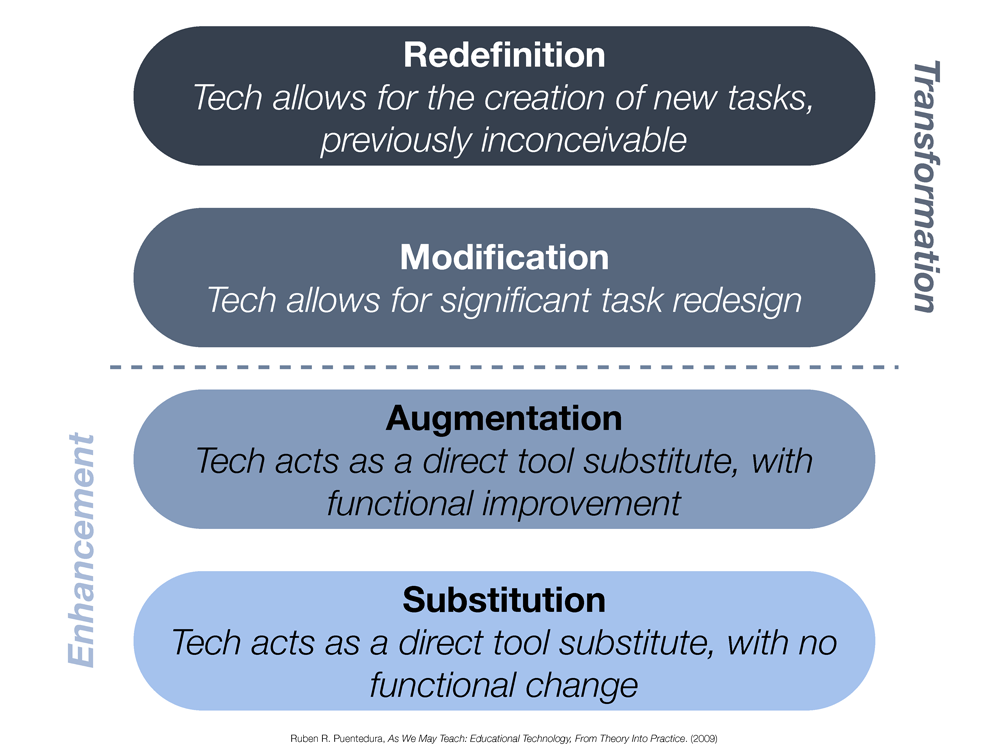 Redefinition
Tech allows for the creation of new tasks,
previously inconceivable
Transformation
Modification
Tech allows for significant task redesign
Augmentation
Tech acts as a direct tool substitute, with
functional improvement
Enhancement
Substitution
Tech acts as a direct tool substitute, with no
functional change
Ruben R. Puentedura, As We May Teach: Educational Technology, From Theory Into Practice. (2009)